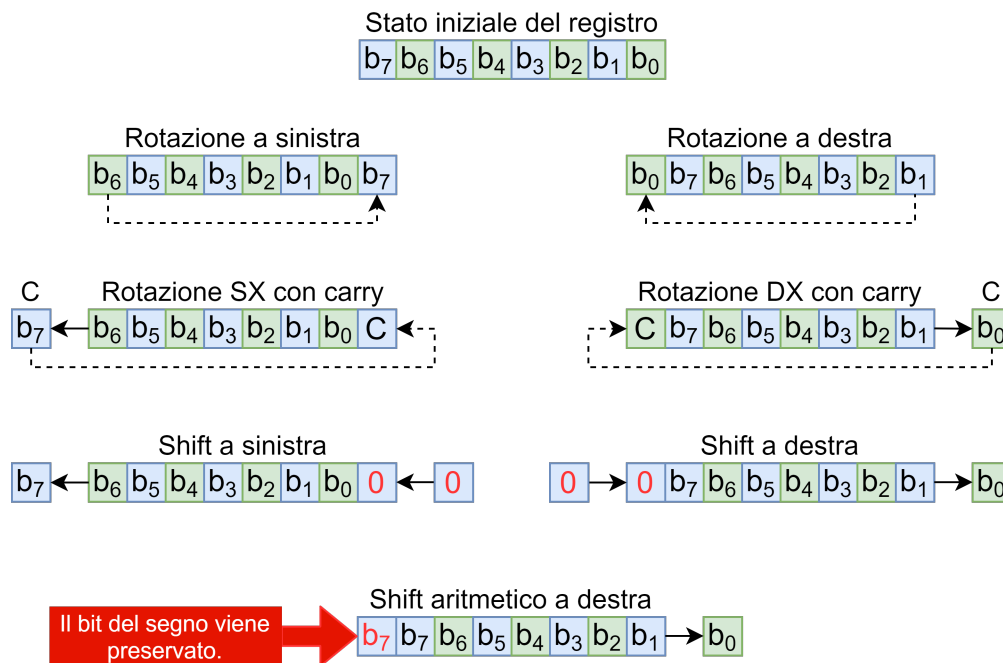 Stato iniziale del registro
b7 b6 b5 b4 b3 b2 b1 b0
Rotazione a sinistra
b6 b5 b4 b3 b2 b1 b0 b7
Rotazione a destra
b0 b7 b6 b5 b4 b3 b2 b1
C
Rotazione SX con carry
b7 b6 b5 b4 b3 b2 b1 b0 C
Rotazione DX con carry
C
C b7 b6 b5 b4 b3 b2 b1 b0
Shift a sinistra
b7 b6 b5 b4 b3 b2 b1 b0 0 0
Shift a destra
0 0 b7 b6 b5 b4 b3 b2 b1 b0
Shift aritmetico a destra
Il bit del segno viene
preservato.
b7 b7 b6 b5 b4 b3 b2 b1 b0